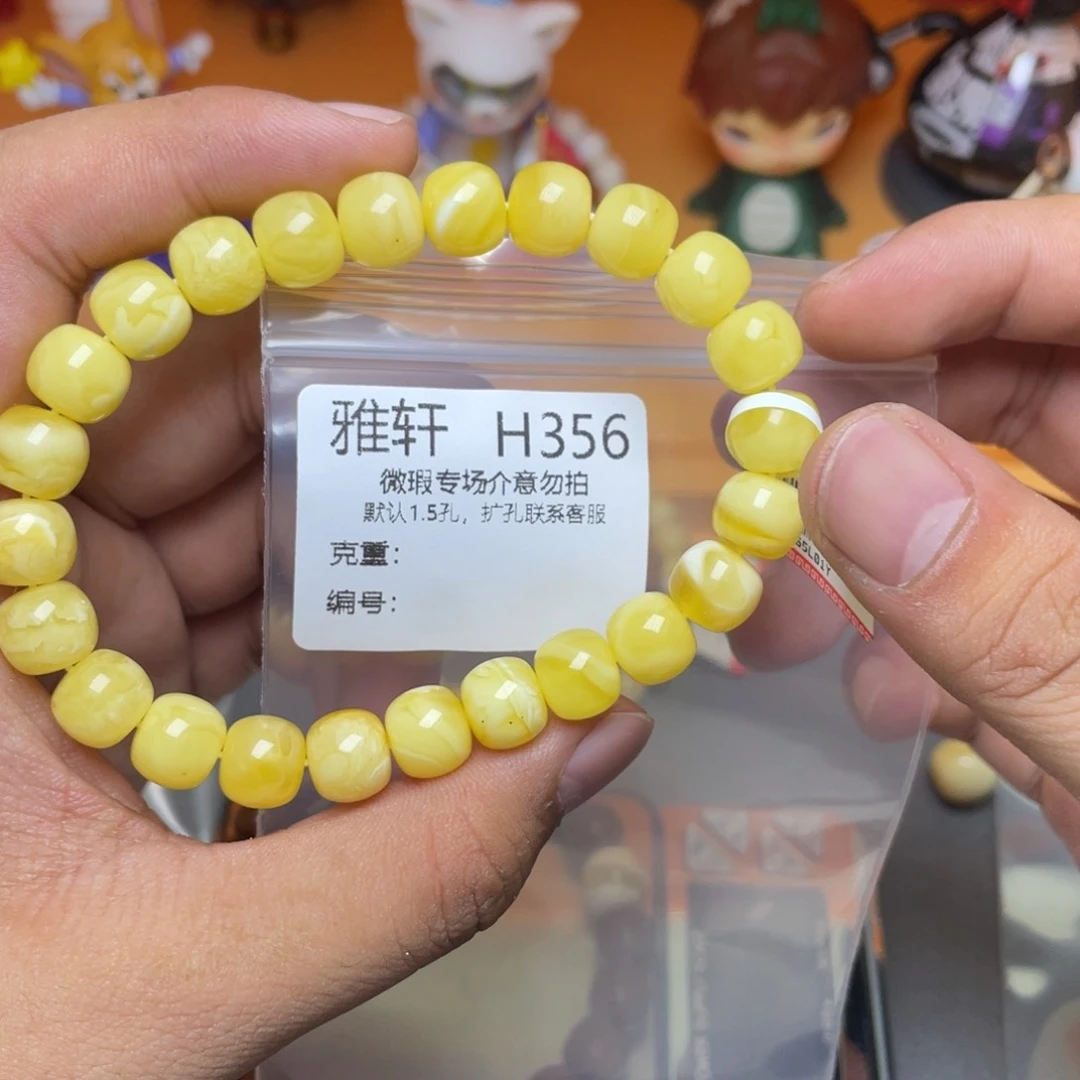 雅轩 H356
微瑕专场介意勿拍
默认1.5孔，扩孔联系客服
克重：
编号：
S5L01Y